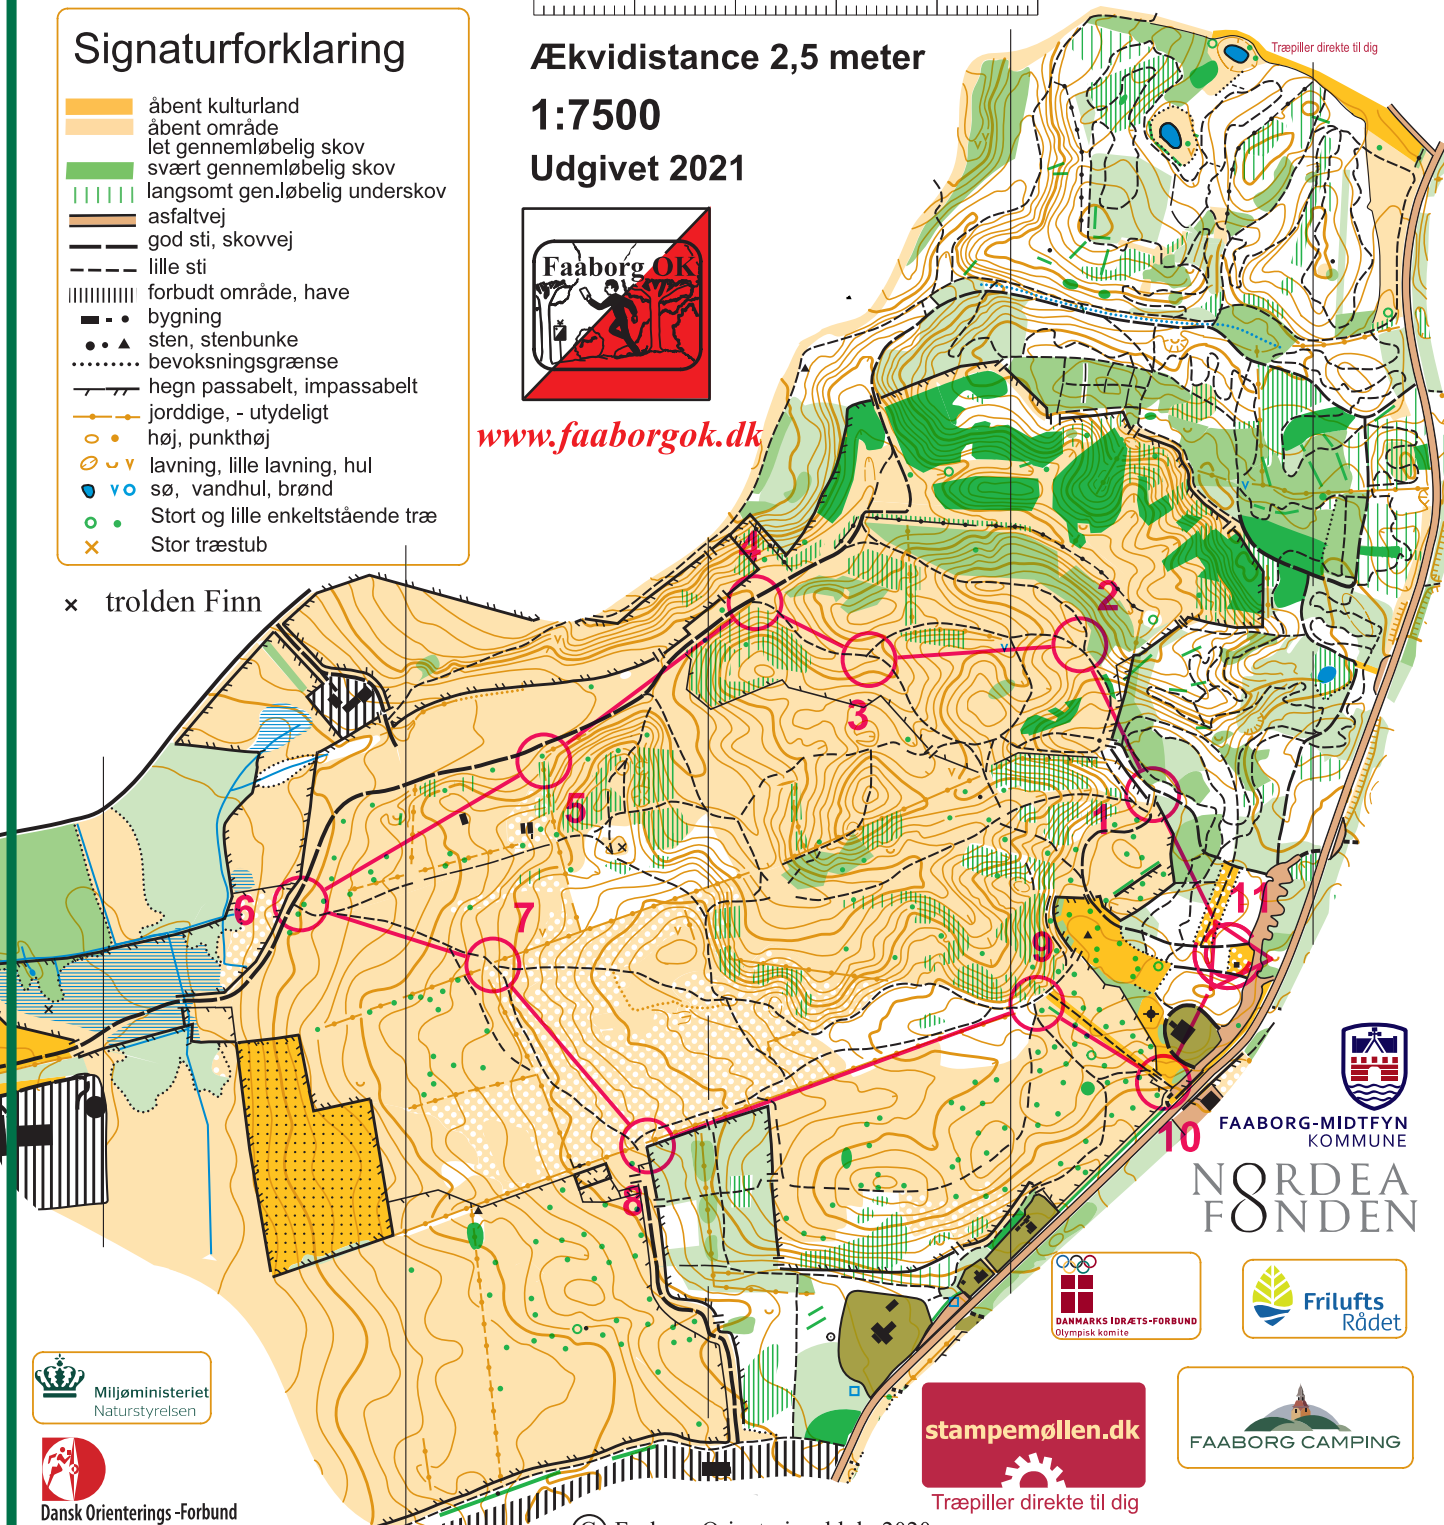 Signaturforklaring
åbent kulturland
åbent område
let gennemløbelig skov
svært gennemløbelig skov
langsomt gen.løbelig underskov
asfaltvej
god sti, skovvej
lille sti
forbudt område, have
bygning
sten, stenbunke
bevoksningsgrænse
hegn passabelt, impassabelt
jorddige, - utydeligt
høj, punkthøj
lavning, lille lavning, hul
sø, vandhul, brønd
Stort og lille enkeltstående træ
Stor træstub
× trolden Finn
Ækvidistance 2,5 meter
1:7500
Udgivet 2021
Faaborg OK
www.faaborgok.dk
Træpiller direkte til dig
4
2
3
5
1
6
7
11
9
10
8
FAABORG-MIDTFYN
KOMMUNE
NORDEA
FONDEN
DANMARKS IDRÆTS-FORBUND
Olympisk komite
Frilufts
Rådet
Miljøministeriet
Naturstyrelsen
Dansk Orienterings-Forbund
stampemøllen.dk
Træpiller direkte til dig
FAABORG CAMPING